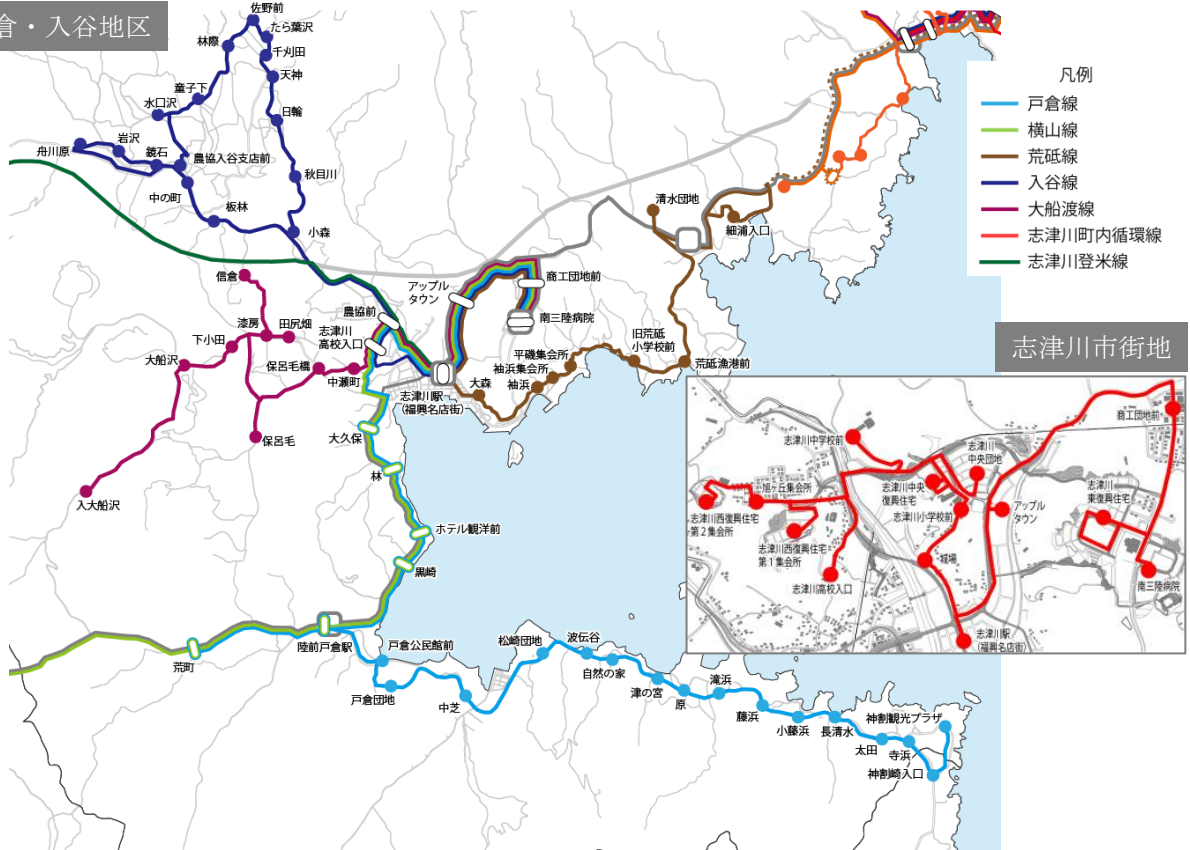 倉・入谷地区
佐野前
たら葉沢
林際
千刈田
天神
童子下
水口沢
日輪
岩沢
舟川原
鏡石
農協入谷支店前
秋目川
中の町
板林
小森
凡例
戸倉線
横山線
荒砥線
入谷線
大船渡線
志津川町内循環線
志津川登米線
清水団地
細浦入口
信倉
アップル
タウン
商工団地前
農協前
南三陸病院
漆房
田尻畑
志津川
高校入口
下小田
大船沢
保呂毛橋
中瀬町
旧荒砥
小学校前
平磯集会所
袖浜集会所
袖浜
荒砥漁港前
大森
志津川駅
(福興名店街)
大久保
保呂毛
林
入大船沢
ホテル観洋前
黒崎
志津川市街地
志津川中学校前
商工団地前
志津川
中央団地
旭ヶ丘集会所
志津川中央
復興住宅
志津川
東復興住宅
志津川西復興住宅
第2集会所
志津川小学校前
アップル
タウン
志津川西復興住宅
第1集会所
城場
志津川高校入口
南三陸病院
志津川駅
(福興名店街)
陸前戸倉駅
荒町
戸倉公民館前
松崎団地
波伝谷
自然の家
戸倉団地
中芝
津の宮
原
滝浜
藤浜
小藤浜
長清水
神割観光プラザ
太田
寺浜
神割崎入口